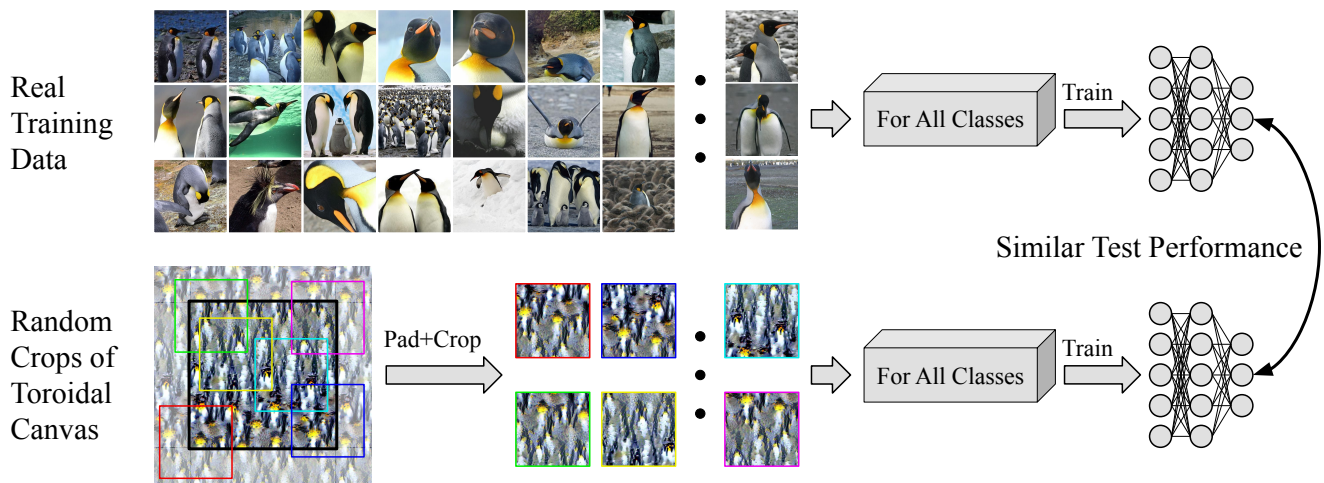 Real
Training
Data
For All Classes
Train
Similar Test Performance
Random
Crops of
Toroidal
Canvas
Pad+Crop
For All Classes
Train